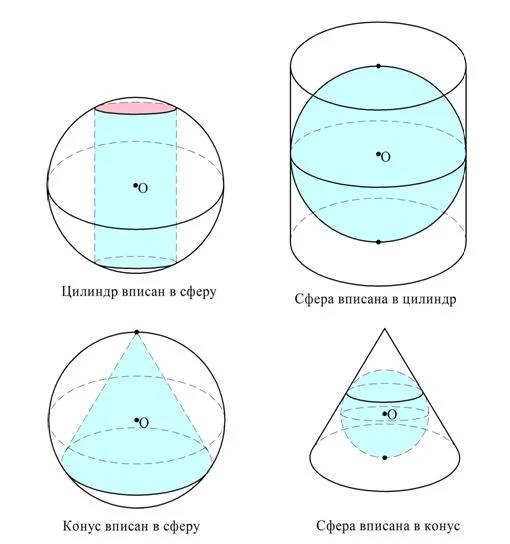 O
Цилиндр вписан в сферу
O
Сфера вписана в цилиндр
O
Конус вписан в сферу
O
Сфера вписана в конус